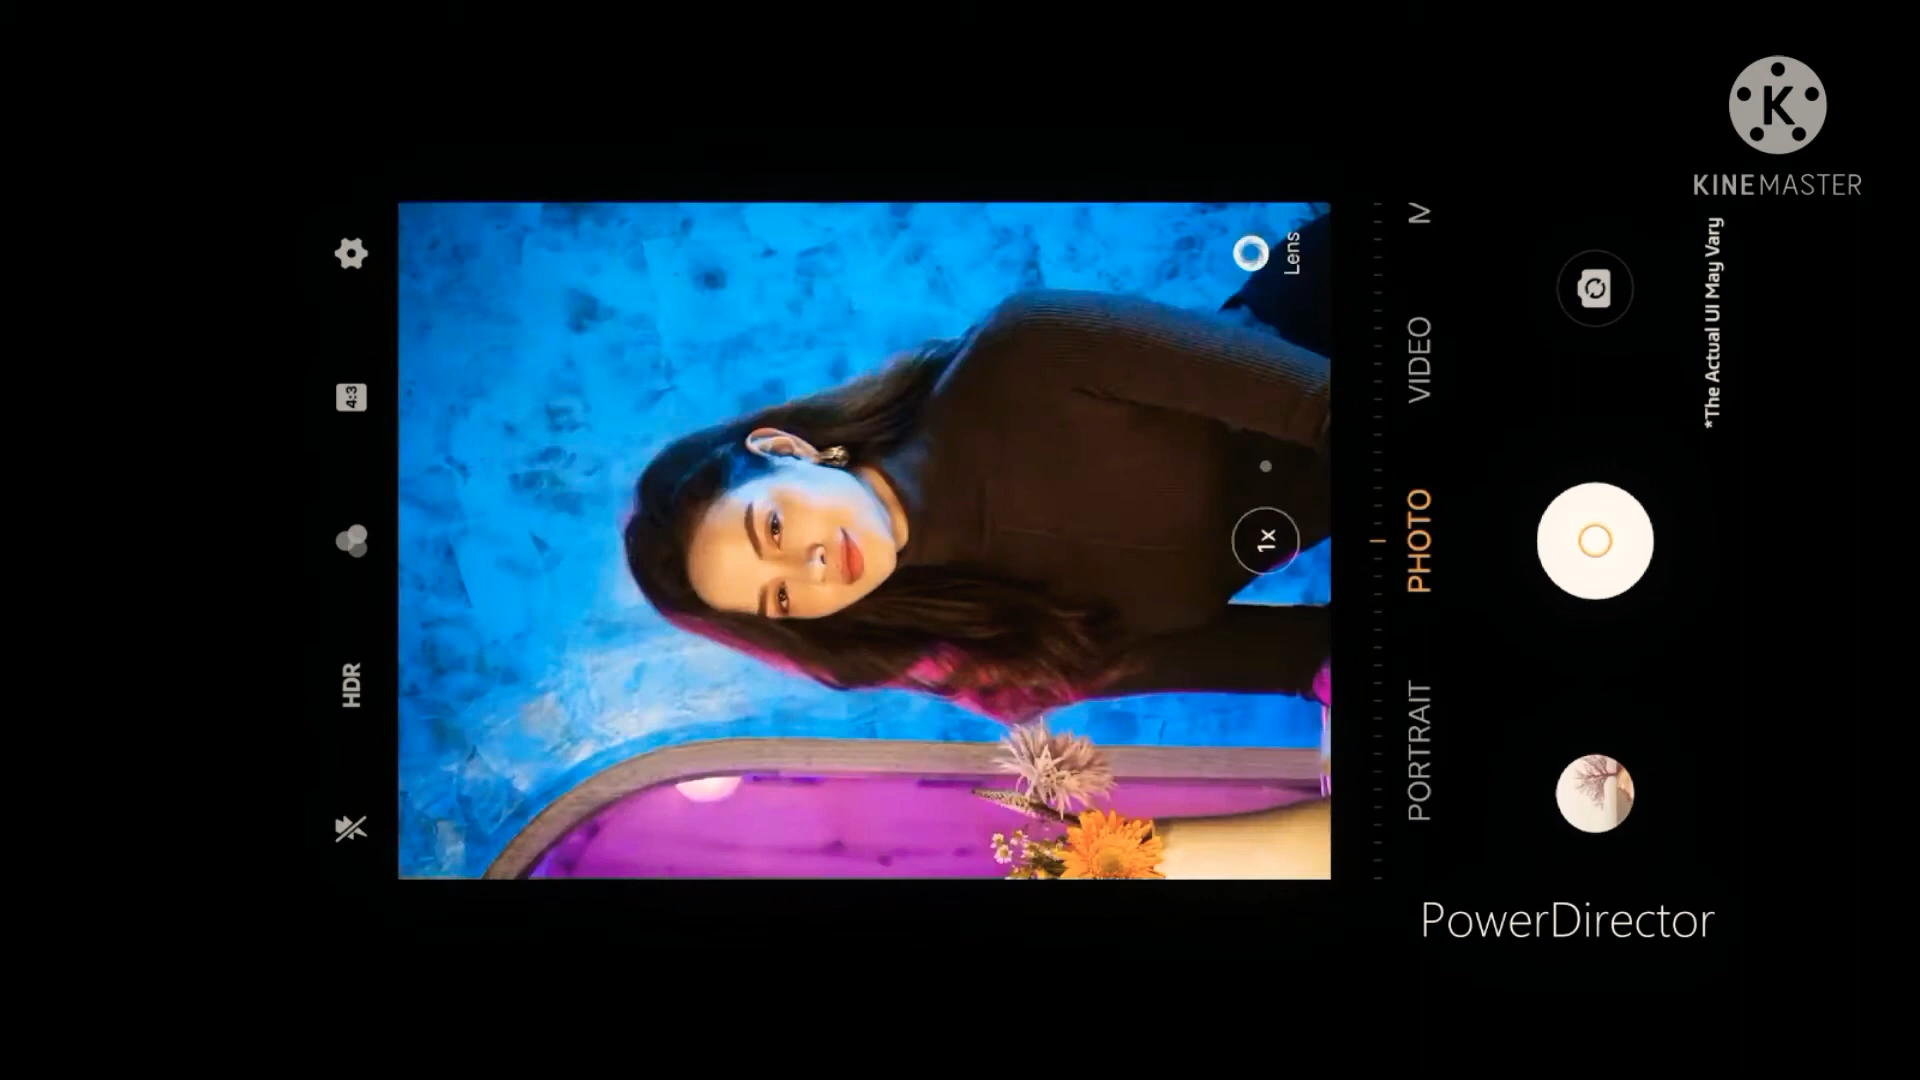 KINEMASTER
K
*The Actual UI May Vary
Lens
4:3
HDR
1x
PORTRAIT
PHOTO
VIDEO
PowerDirector